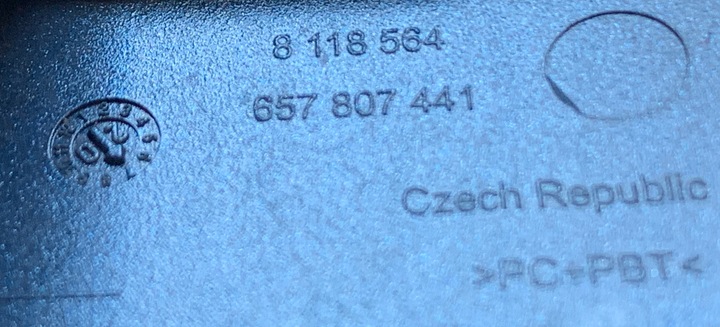 8 118 564
657 807 441
Czech Republic
>PC+PBT<